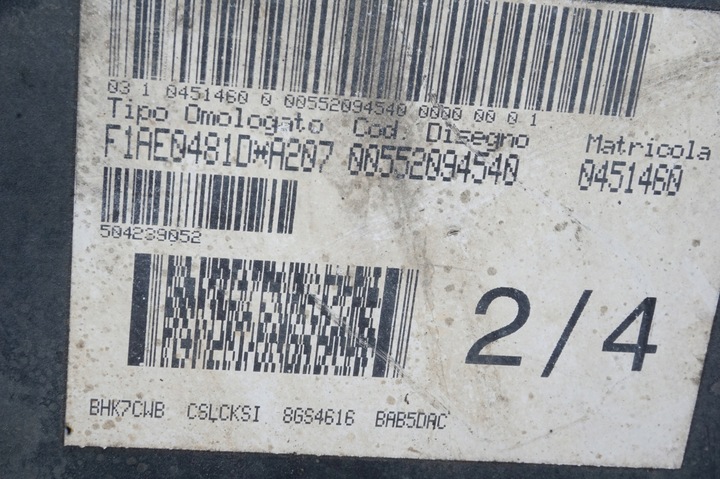 03 1 0451460 0 00552094540 0000 00 0 1
Tipo Omologato Cod. Disegno Matricola
F1AE0481D*A207 00552094540 0451460
504239052
2/4
BHK7CWB C6LCKSI 8GS4616 BAB5DAC